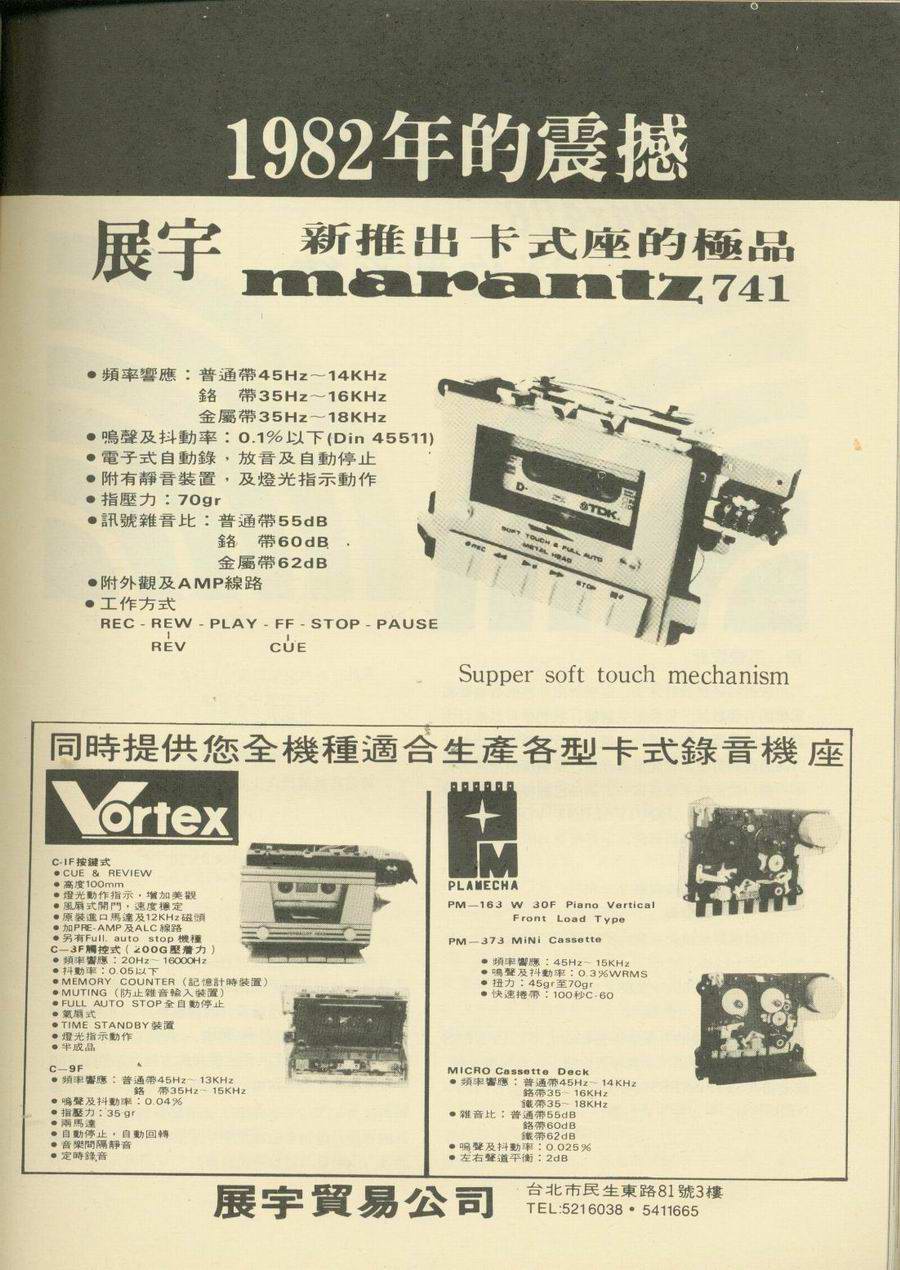 1982年的震撼
展宇 新推出卡式座的極品
marantz 741
●頻率響應：普通帶45Hz～14KHz
鉻　帶35Hz～16KHz
金屬帶35Hz～18KHz
●鳴聲及抖動率：0.1%以下(Din 45511)
●電子式自動錄，放音及自動停止
●附有靜音裝置，及燈光指示動作
●指壓力：70gr
●訊號雜音比：普通帶55dB
鉻　帶60dB
金屬帶62dB
●附外觀及AMP線路
●工作方式
REC - REW - PLAY - FF - STOP - PAUSE
REV　CUE
D-
TDK
SOFT TOUCH & FULL AUTO
METAL HEAD
REC
STOP
Supper soft touch mechanism
同時提供您全機種適合生產各型卡式錄音機座
Vortex
C-1F按鍵式
●CUE & REVIEW
●高度100mm
●燈光動作指示，增加美觀
●風扇式開門，速度穩定
●原裝進口馬達及12KHz磁頭
●加PRE-AMP及ALC線路
●另有Full. auto stop機種
C—3F觸控式(200G壓着力)
●頻率響應：20Hz～16000Hz
●抖動率：0.05以下
●MEMORY COUNTER (記憶計時裝置)
●MUTING (防止雜音輸入裝置)
●FULL AUTO STOP全自動停止
●氣扇式
●TIME STANDBY裝置
●燈光指示動作
●半成品
C—9F
●頻率響應：普通帶45Hz～13KHz
鉻　帶35Hz～15KHz
●鳴聲及抖動率：0.04%
●指壓力：35gr
●兩馬達
●自動停止，自動回轉
●音樂間隔靜音
●定時錄音
M
PLAMECHA
PM—163 W 30F Piano Vertical
Front Load Type
PM—373 MiNi Cassette
●頻率響應：45Hz～15KHz
●鳴聲及抖動率：0.3%WRMS
●扭力：45gr至70gr
●快速捲帶：100秒C-60
MICRO Cassette Deck
●頻率響應：普通帶45Hz～14KHz
鉻帶35～16KHz
鐵帶35～18KHz
●雜音比：普通帶55dB
鉻帶60dB
鐵帶62dB
●鳴聲及抖動率：0.025%
●左右聲道平衡：2dB
展宇貿易公司
台北市民生東路81號3樓
TEL:5216038・5411665